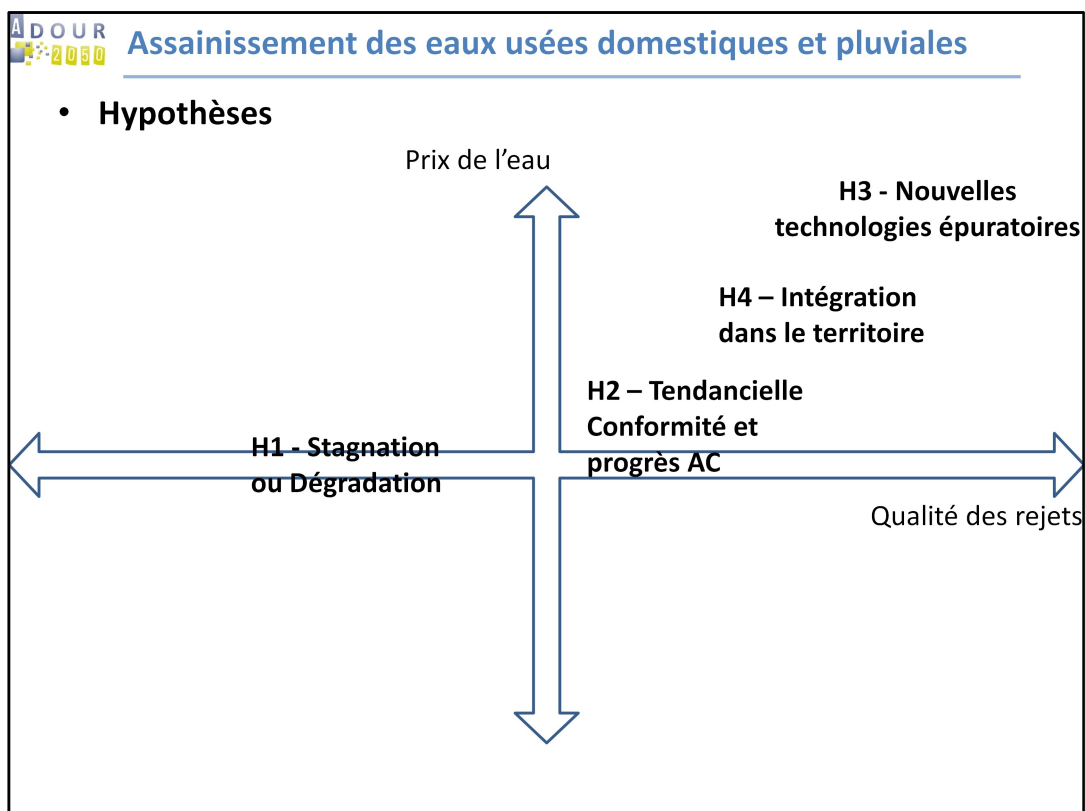 ADOUR
2050
Assainissement des eaux usées domestiques et pluviales
• Hypothèses
Prix de l’eau
H3 - Nouvelles
technologies épuratoires
H4 – Intégration
dans le territoire
H2 – Tendancielle
Conformité et
progrès AC
H1 - Stagnation
ou Dégradation
Qualité des rejets